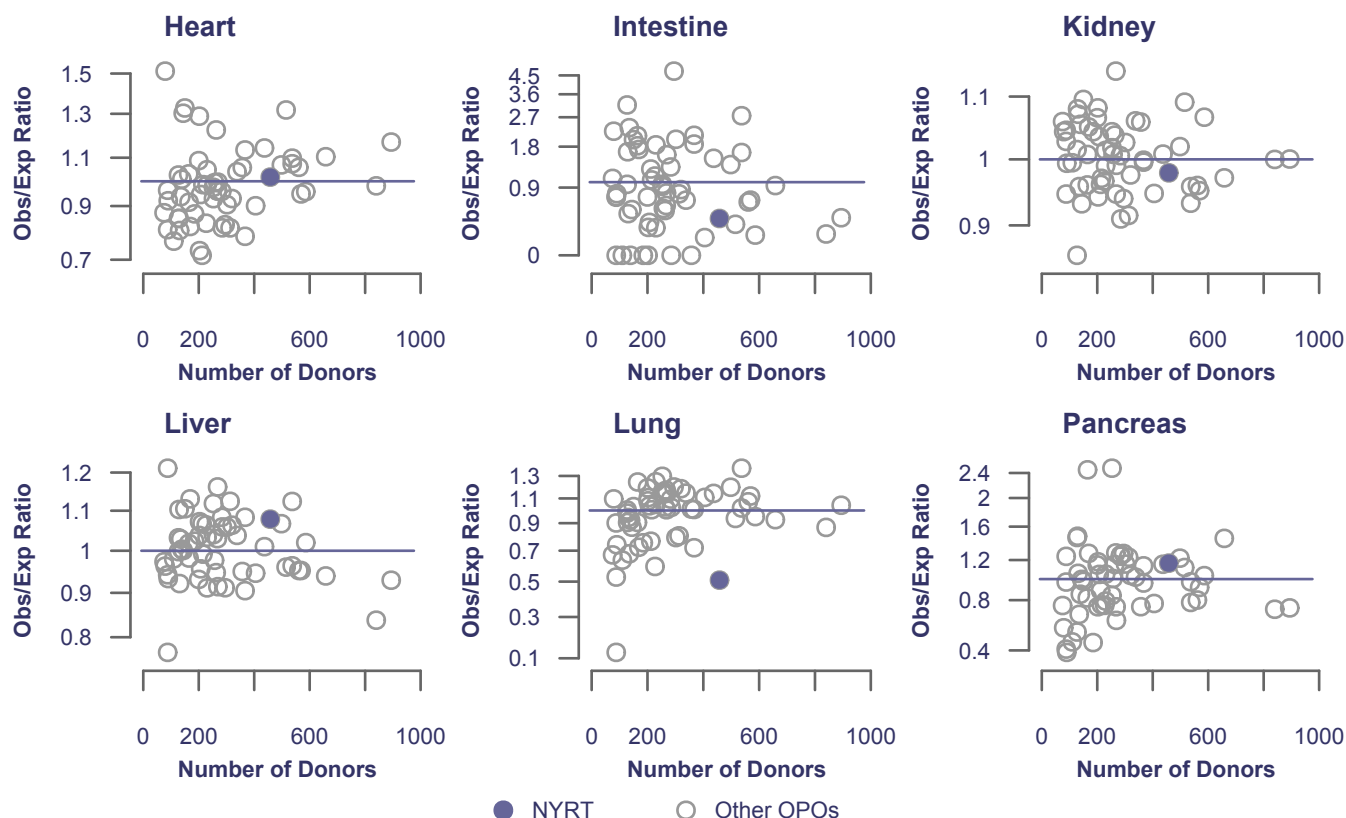 Heart
Obs/Exp Ratio
1.5
1.3
1.1
0.9
0.7
0 200 600 1000
Number of Donors
Intestine
Obs/Exp Ratio
4.5
3.6
2.7
1.8
0.9
0
0 200 600 1000
Number of Donors
Kidney
Obs/Exp Ratio
1.1
1
0.9
0 200 600 1000
Number of Donors
Liver
Obs/Exp Ratio
1.2
1.1
1
0.9
0.8
0 200 600 1000
Number of Donors
Lung
Obs/Exp Ratio
1.3
1.1
0.9
0.7
0.5
0.3
0.1
0 200 600 1000
Number of Donors
Pancreas
Obs/Exp Ratio
2.4
2
1.6
1.2
0.8
0.4
0 200 600 1000
Number of Donors
NYRT Other OPOs